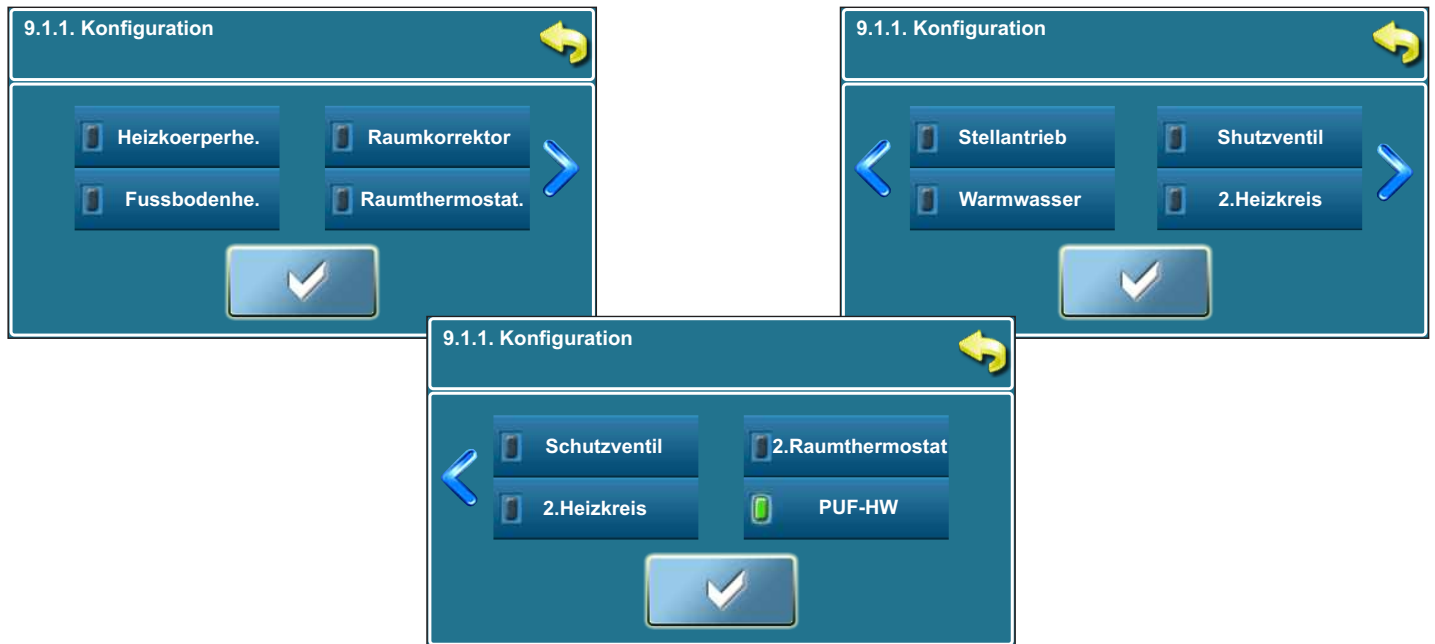 9.1.1. Konfiguration
Heizkoerperhe.
Raumkorrektor
Fussbodenhe.
Raumthermostat.
9.1.1. Konfiguration
Stellantrieb
Shutzventil
Warmwasser
2.Heizkreis
9.1.1. Konfiguration
Schutzventil
2.Raumthermostat
2.Heizkreis
PUF-HW